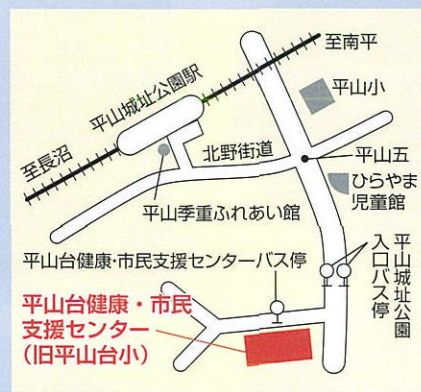 至南平
平山小
平山城址公園駅
至長沼
北野街道
平山五
平山季重ふれあい館
ひらやま
児童館
平山城址公園
入口バス停
平山台健康・市民支援センターバス停
平山台健康・市民
支援センター
(旧平山台小)